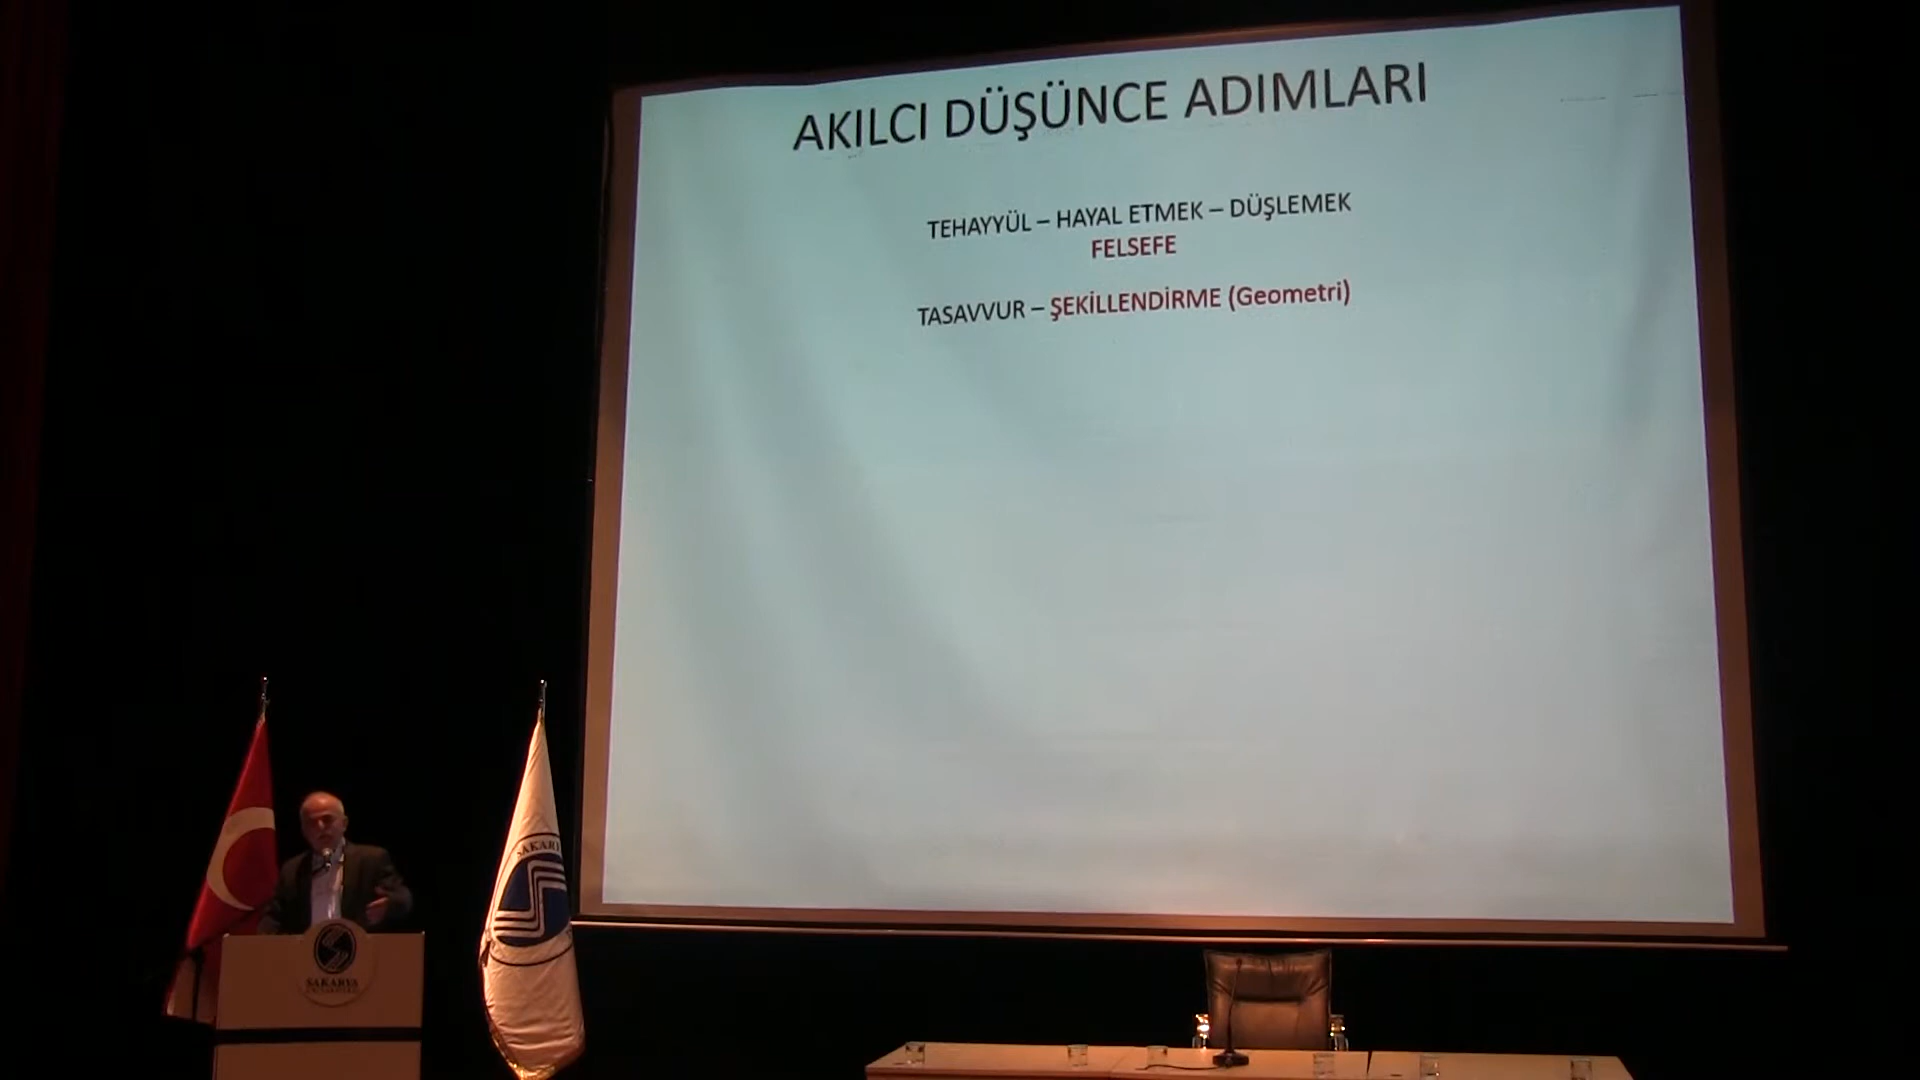 AKILCI DÜŞÜNCE ADIMLARI
TEHAYYÜL – HAYAL ETMEK – DÜŞLEMEK
FELSEFE
TASAVVUR – ŞEKİLLENDİRME (Geometri)
SAKARYA